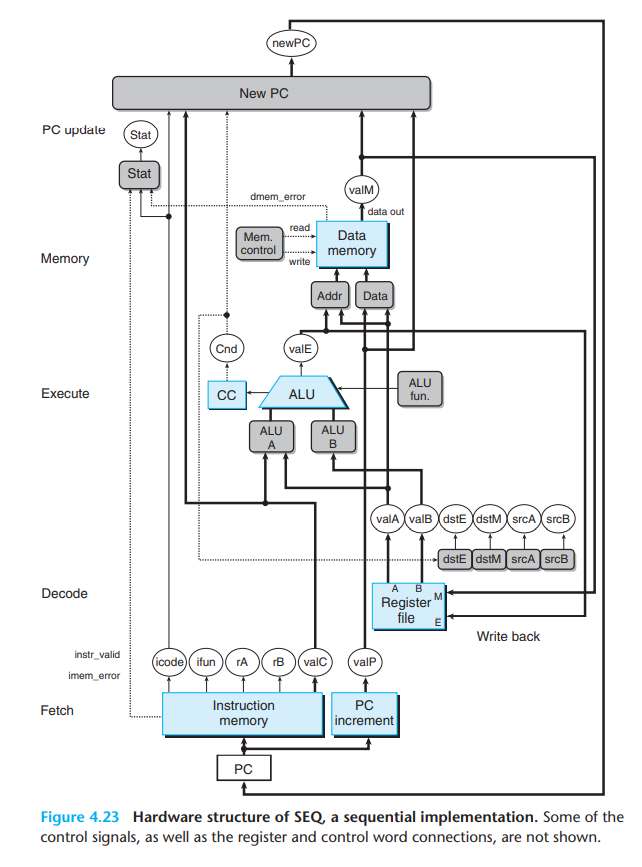 newPC
New PC
PC update
Stat
Stat
valM
dmem_error
data out
Mem.
control
read
write
Data
memory
Memory
Addr
Data
Cnd
valE
Execute
CC
ALU
ALU
fun.
ALU
A
ALU
B
valA
valB
dstE
dstM
srcA
srcB
dstE
dstM
srcA
srcB
Decode
A
B
M
Register
file
E
Write back
instr_valid
imem_error
icode
ifun
rA
rB
valC
valP
Fetch
Instruction
memory
PC
increment
PC
Figure 4.23 Hardware structure of SEQ, a sequential implementation. Some of the
control signals, as well as the register and control word connections, are not shown.